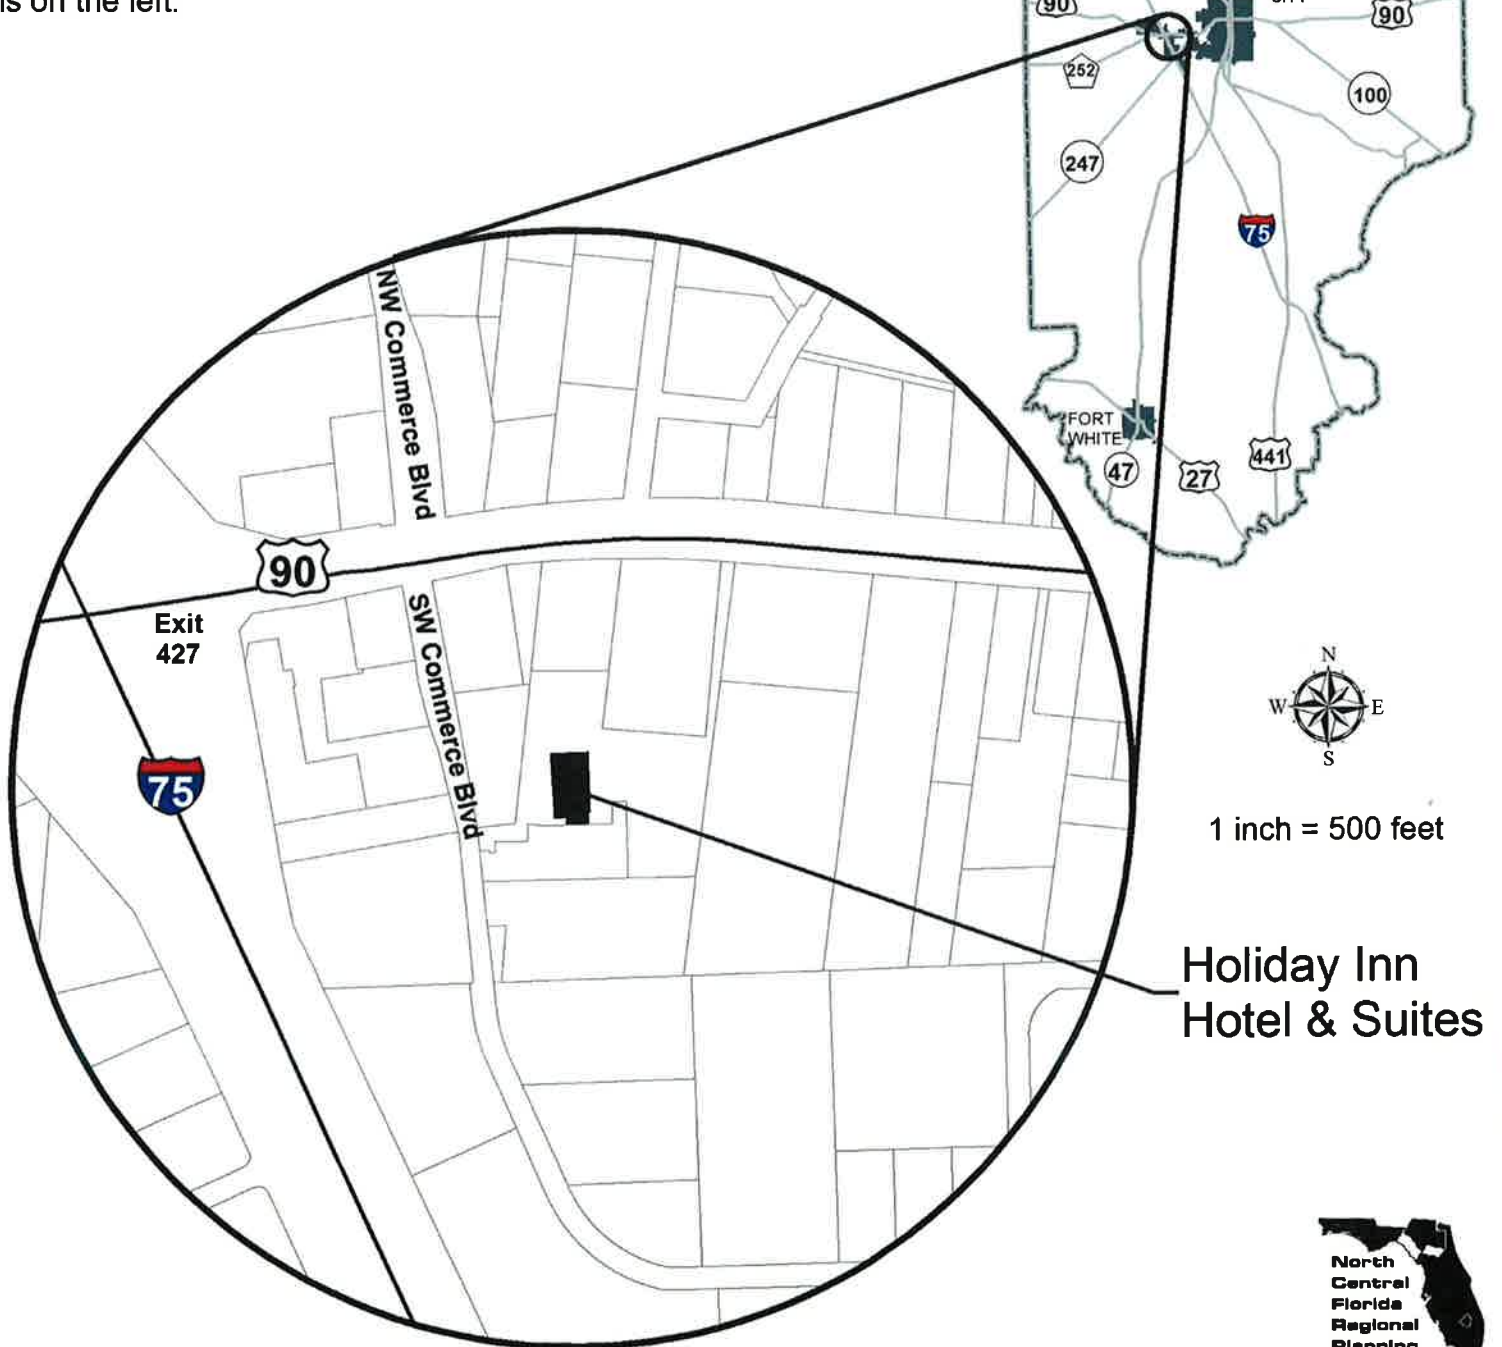 is on the left.
90
90
252
100
247
75
FORT
WHITE
47
27
441
NW Commerce Blvd
90
Exit
427
SW Commerce Blvd
75
N
W
E
S
1 inch = 500 feet
Holiday Inn
Hotel & Suites
North
Central
Florida
Regional
Planning